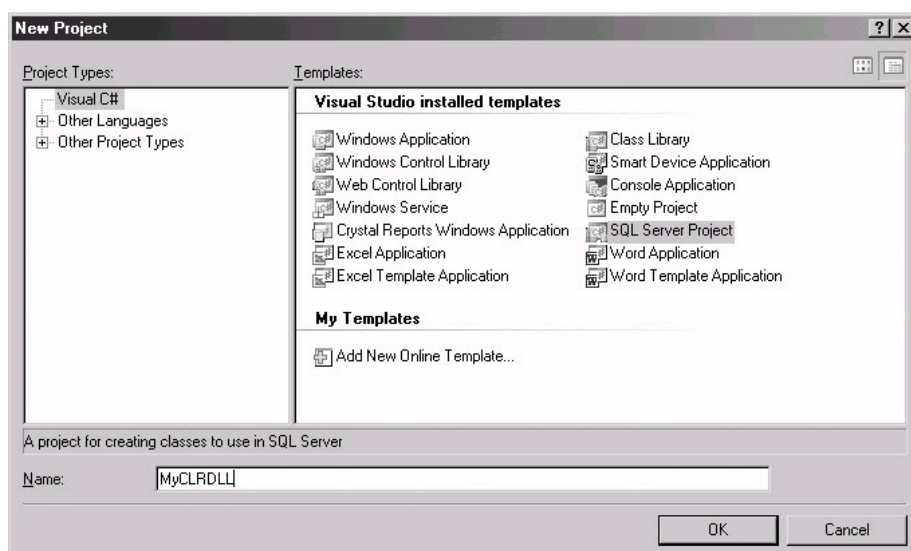 New Project
Project Types:
Templates:
Visual C#
Other Languages
Other Project Types
Visual Studio installed templates
Windows Application
Windows Control Library
Web Control Library
Windows Service
Crystal Reports Windows Application
Excel Application
Excel Template Application
Class Library
Smart Device Application
Console Application
Empty Project
SQL Server Project
Word Application
Word Template Application
My Templates
Add New Online Template...
A project for creating classes to use in SQL Server
Name:
MyCLRDLL
OK
Cancel